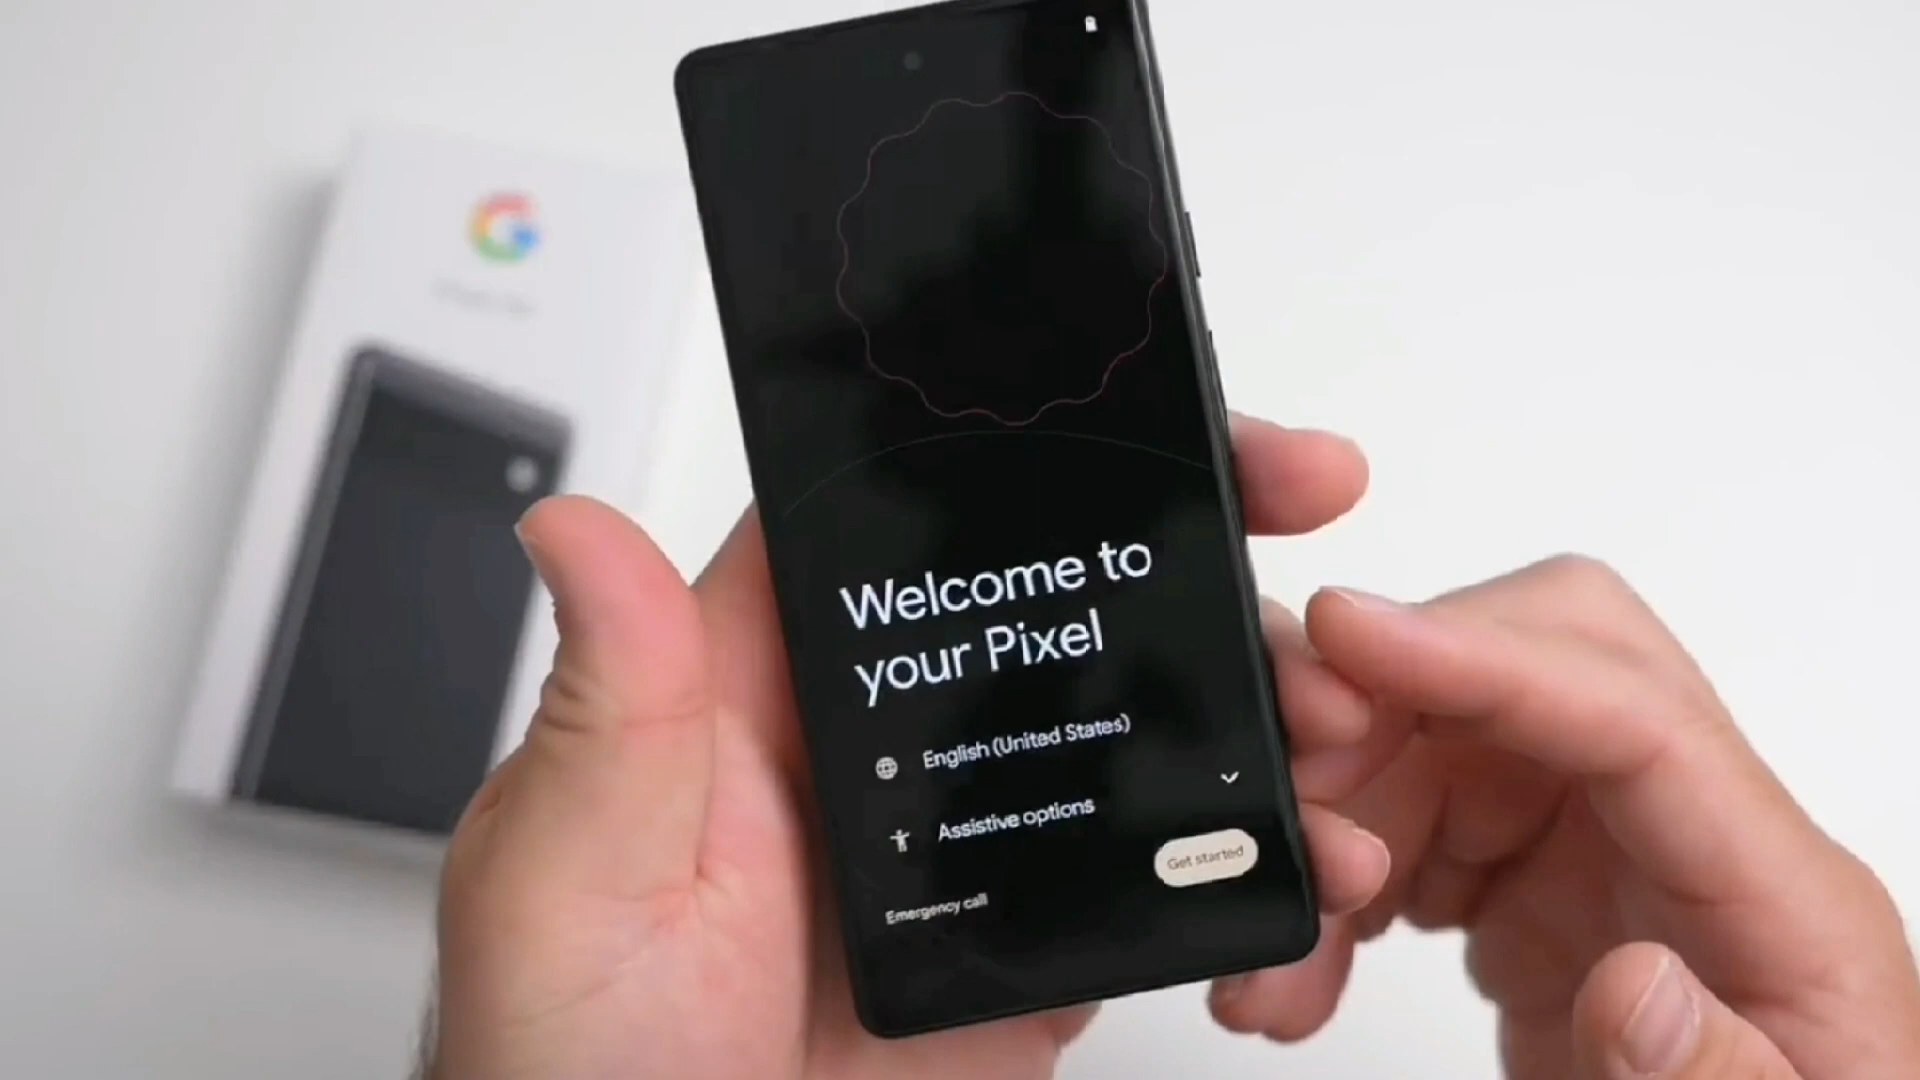 Welcome to
your Pixel
English (United States)
Assistive options
Get started
Emergency call